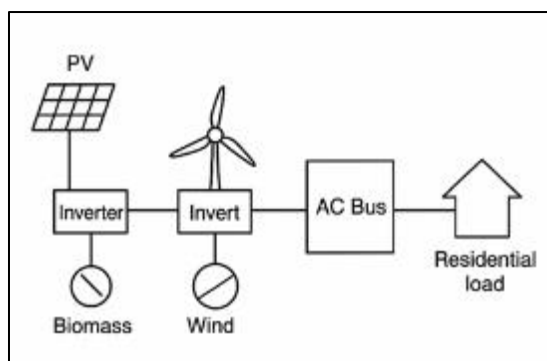 PV
Inverter
Invert
AC Bus
Biomass
Wind
Residential
load